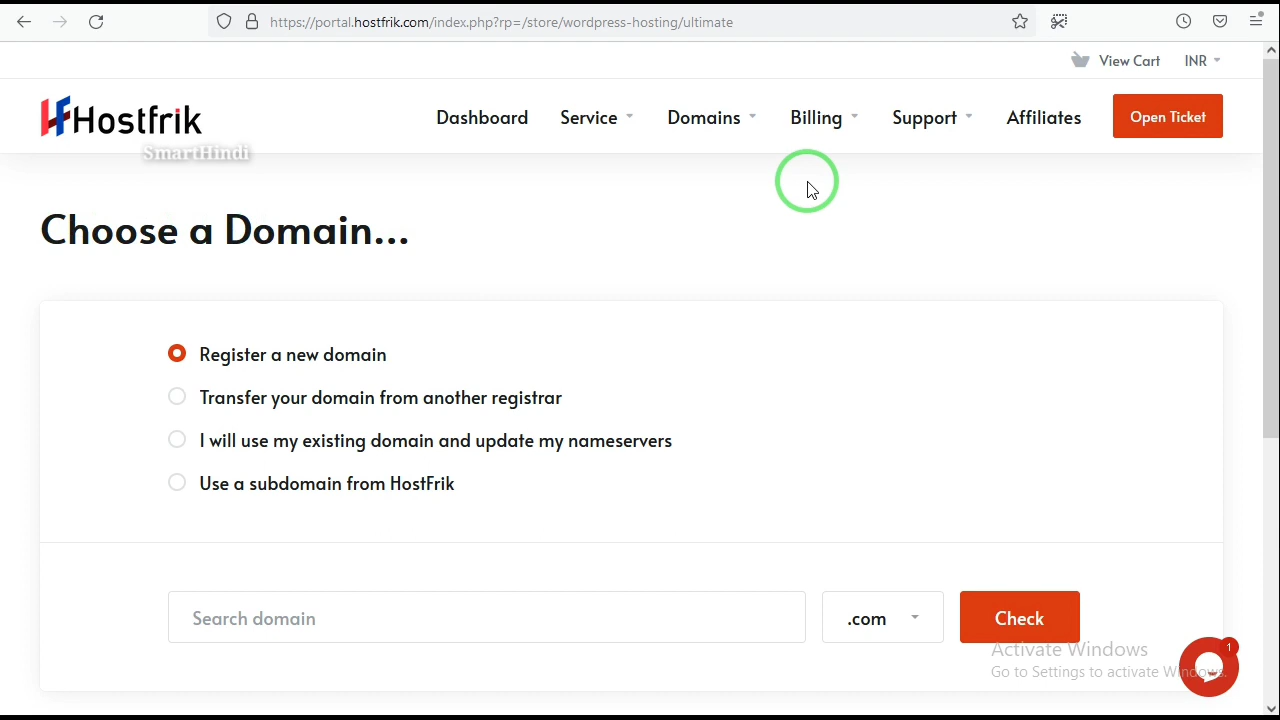 https://portal.hostfrik.com/index.php?rp=/store/wordpress-hosting/ultimate
View Cart INR
HFHostfrik Dashboard Service Domains Billing Support Affiliates Open Ticket
SmartHindi
Choose a Domain...
Register a new domain
Transfer your domain from another registrar
I will use my existing domain and update my nameservers
Use a subdomain from HostFrik
Search domain .com Check
Activate Windows
1
Go to Settings to activate Windows.